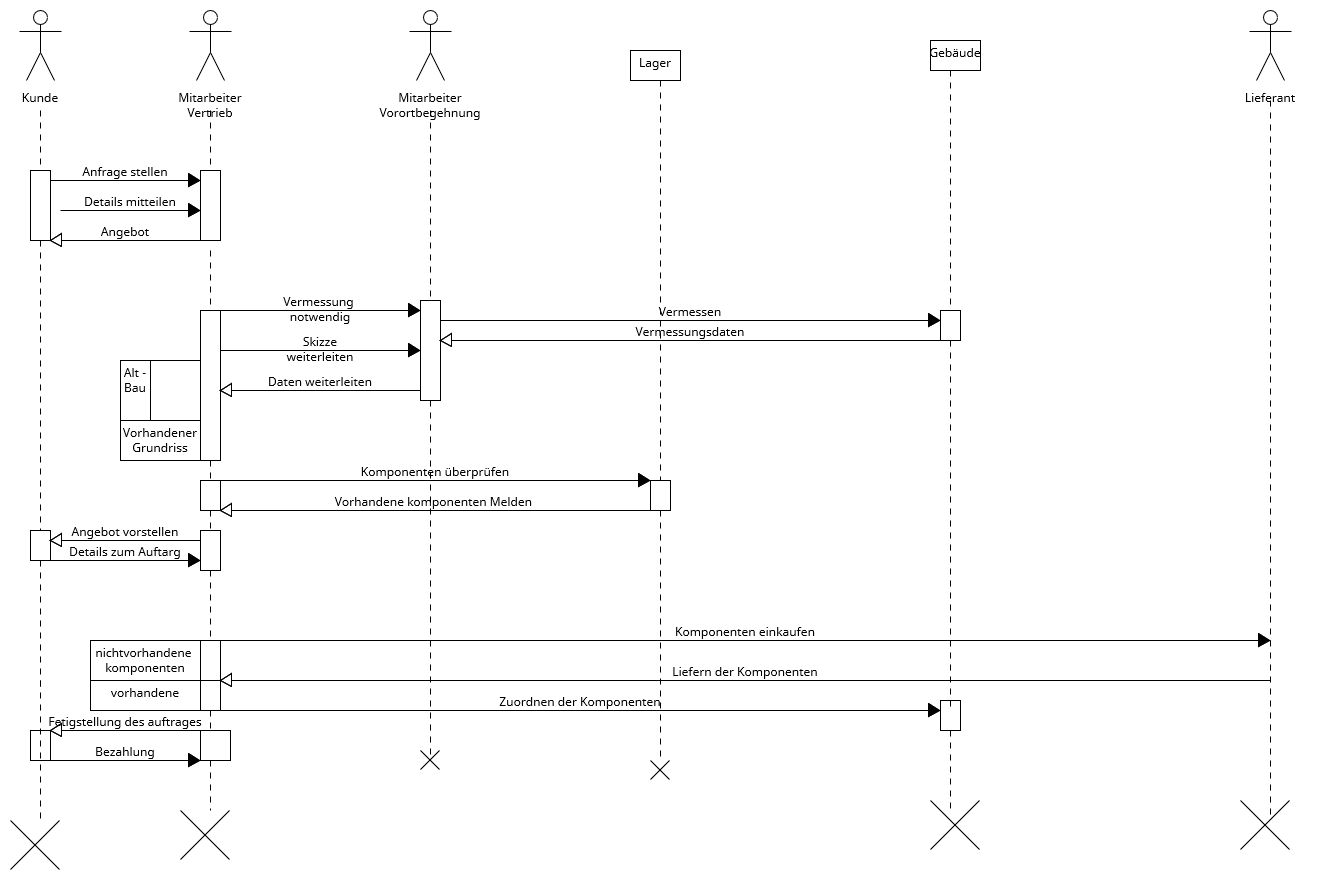 Kunde
Mitarbeiter
Vertrieb
Mitarbeiter
Vorortbegehnung
Lager
Gebäude
Lieferant
Anfrage stellen
Details mitteilen
Angebot
Vermessung
notwendig
Vermessen
Vermessungsdaten
Skizze
weiterleiten
Alt -
Bau
Daten weiterleiten
Vorhandener
Grundriss
Komponenten überprüfen
Vorhandene komponenten Melden
Angebot vorstellen
Details zum Auftarg
Komponenten einkaufen
nichtvorhandene
komponenten
Liefern der Komponenten
vorhandene
Zuordnen der Komponenten
Fatigstellung des auftrages
Bezahlung